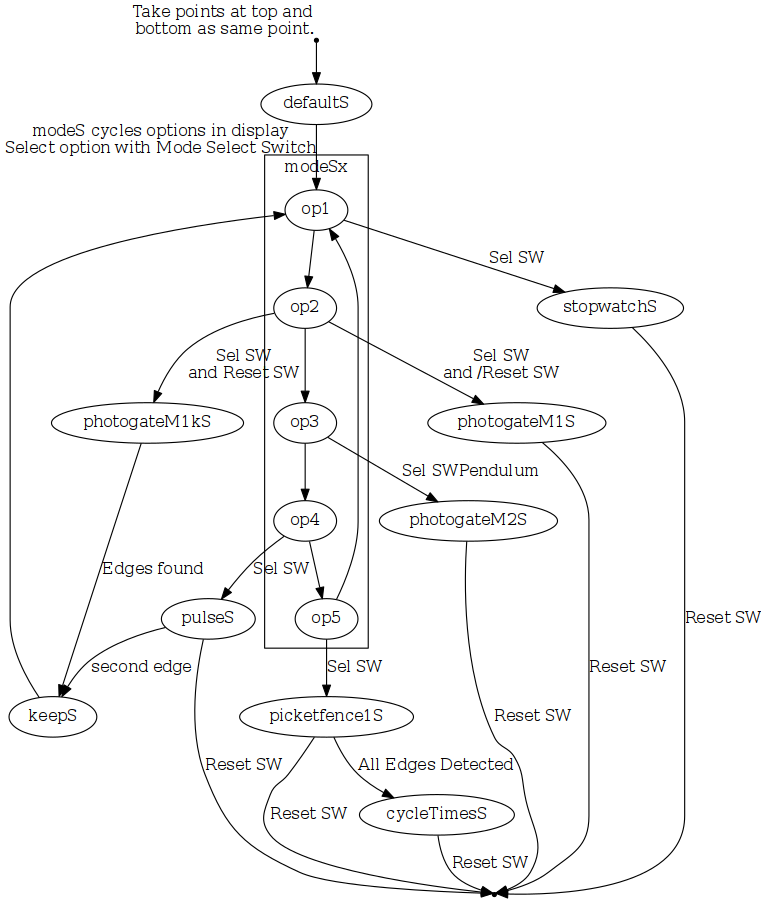 Take points at top and
bottom as same point.
defaultS
modeS cycles options in display
Select option with Mode Select Switch
modeSx
op1
Sel SW
op2
stopwatchS
Sel SW
and Reset SW
Sel SW
and /Reset SW
photogateM1kS
op3
photogateM1S
Sel SWPendulum
op4
photogateM2S
Edges found
Sel SW
pulseS
op5
Reset SW
second edge
Sel SW
Reset SW
keepS
picketfence1S
Reset SW
Reset SW
All Edges Detected
Reset SW
cycleTimesS
Reset SW